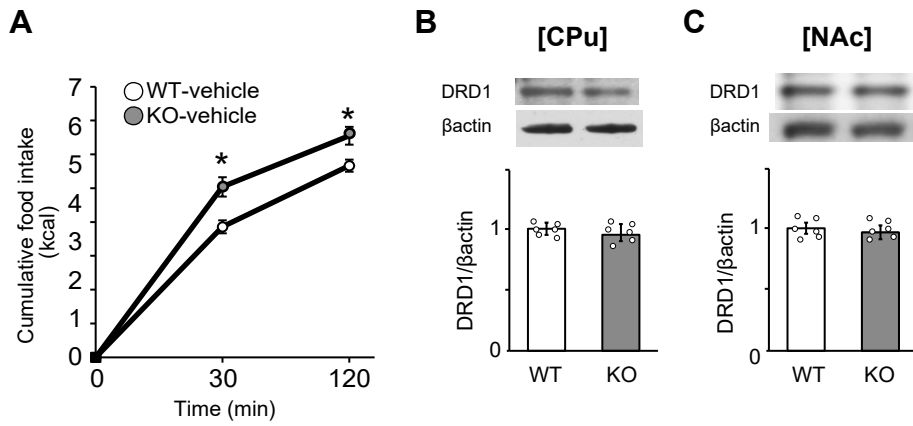 A
B
[CPu]
C
[NAc]
WT-vehicle
KO-vehicle
*
*
Cumulative food intake
(kcal)
7
6
5
4
3
2
1
0
0
30
120
Time (min)
DRD1
βactin
DRD1/βactin
1
0
WT
KO
DRD1
βactin
DRD1/βactin
1
0
WT
KO